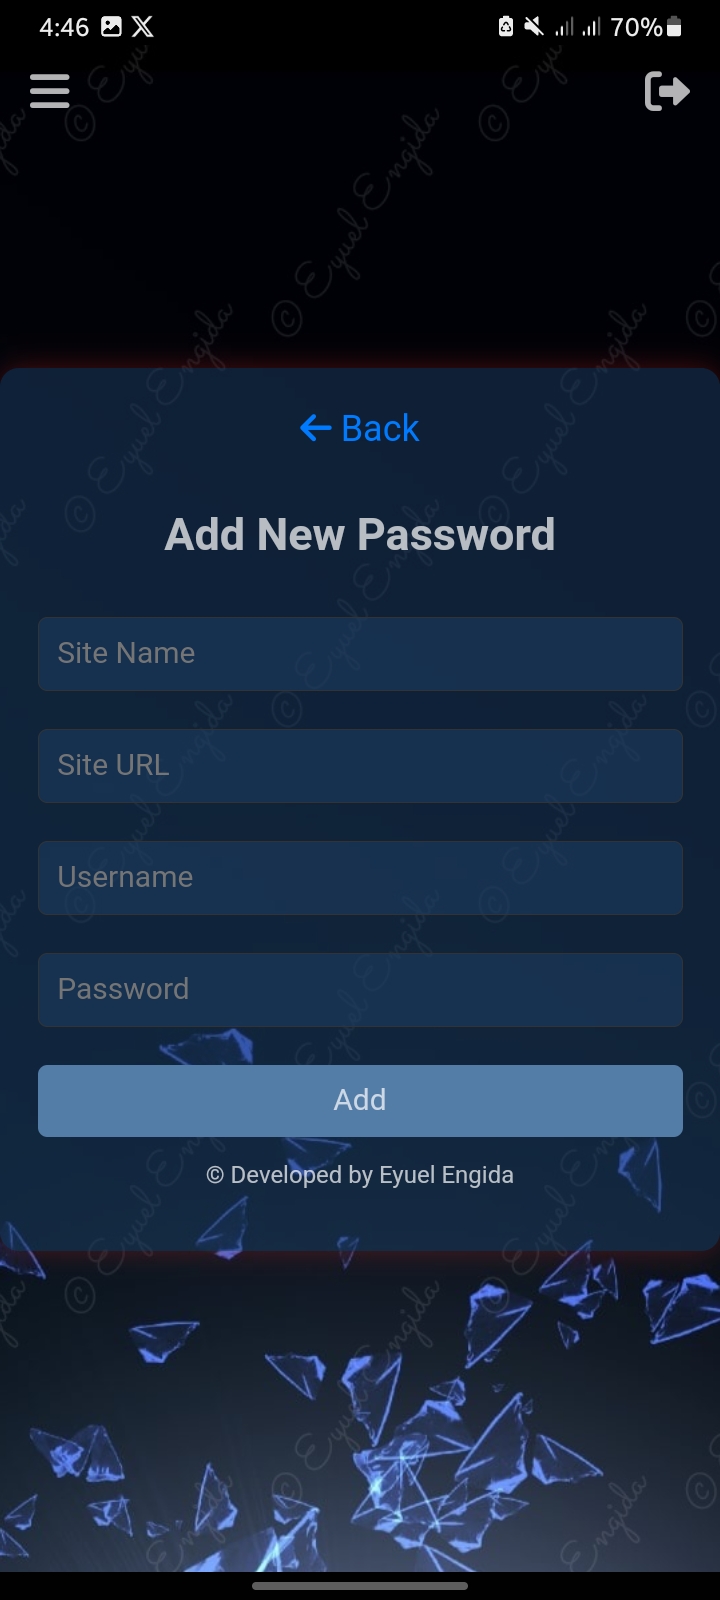 4:46 70%
← Back
Add New Password
Site Name
Site URL
Username
Password
Add
© Developed by Eyuel Engida
© Eyuel Engida